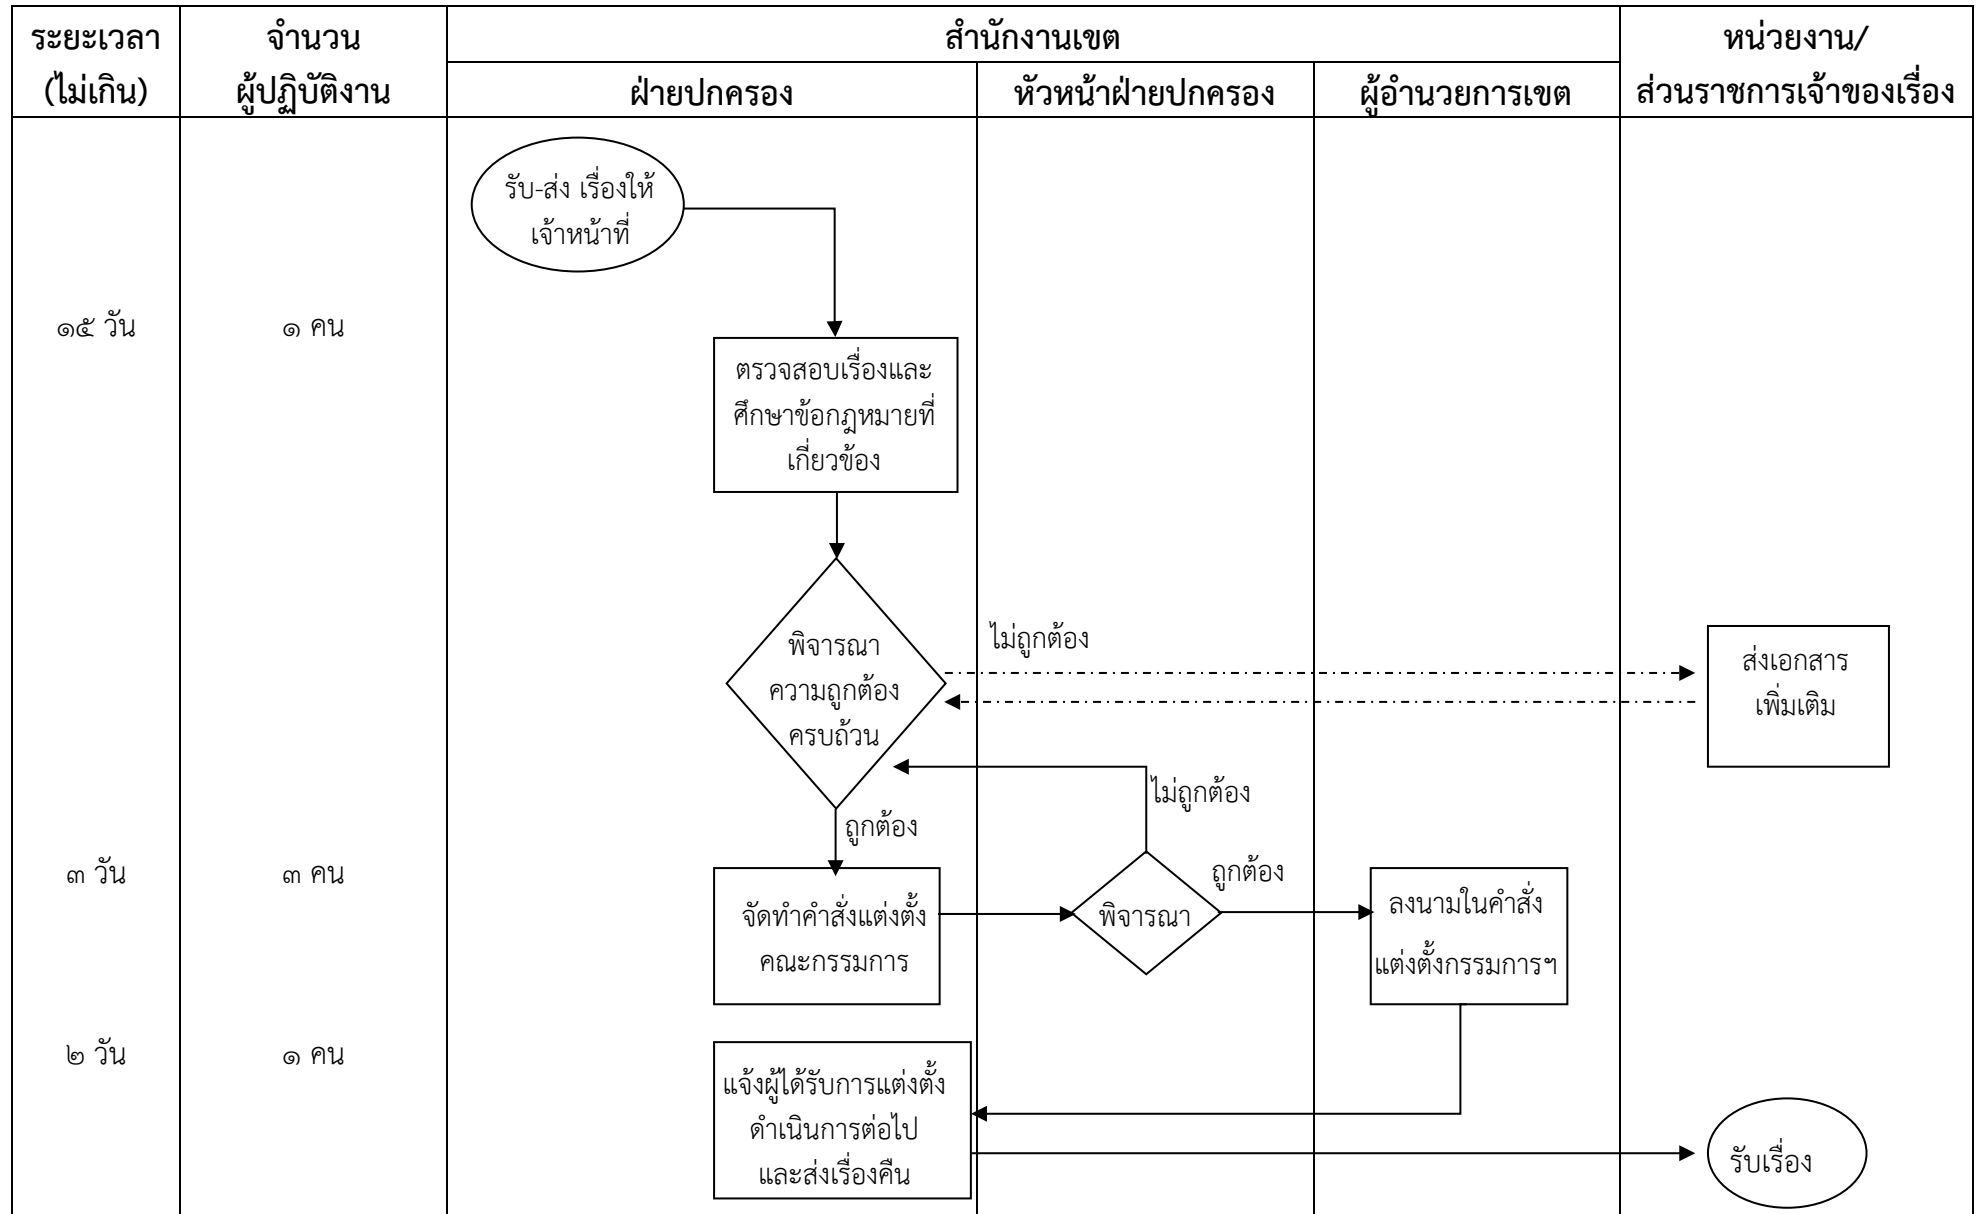 ระยะเวลา
(ไม่เกิน)
จำนวน
ผู้ปฏิบัติงาน
สำนักงานเขต
หน่วยงาน/
ส่วนราชการเจ้าของเรื่อง
ฝ่ายปกครอง
หัวหน้าฝ่ายปกครอง
ผู้อำนวยการเขต
รับ-ส่ง เรื่องให้
เจ้าหน้าที่
๑๕ วัน
๑ คน
ตรวจสอบเรื่องและ
ศึกษาข้อกฎหมายที่
เกี่ยวข้อง
พิจารณา
ความถูกต้อง
ครบถ้วน
ไม่ถูกต้อง
ส่งเอกสาร
เพิ่มเติม
ไม่ถูกต้อง
ถูกต้อง
๓ วัน
๓ คน
จัดทำคำสั่งแต่งตั้ง
คณะกรรมการ
พิจารณา
ถูกต้อง
ลงนามในคำสั่ง
แต่งตั้งกรรมการฯ
๒ วัน
๑ คน
แจ้งผู้ได้รับการแต่งตั้ง
ดำเนินการต่อไป
และส่งเรื่องคืน
รับเรื่อง